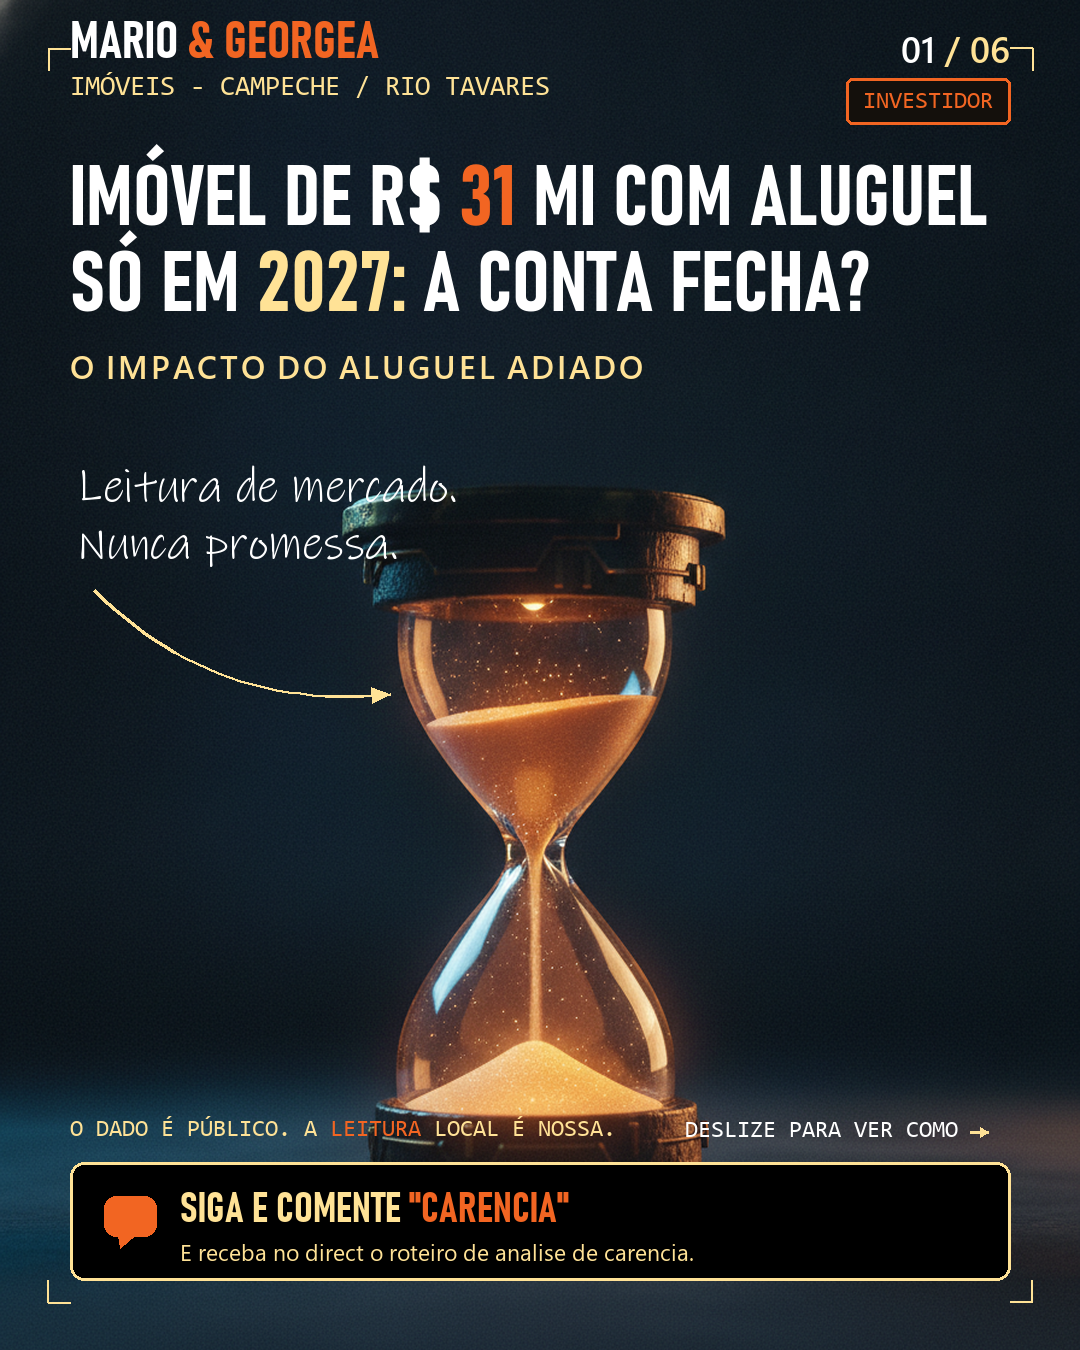 MARIO & GEORGEA
IMÓVEIS - CAMPECHE / RIO TAVARES
01 / 06
INVESTIDOR
IMÓVEL DE R$ 31 MI COM ALUGUEL
SÓ EM 2027: A CONTA FECHA?
O IMPACTO DO ALUGUEL ADIADO
Leitura de mercado.
Nunca promessa.
O DADO É PÚBLICO. A LEITURA LOCAL É NOSSA.
DESLIZE PARA VER COMO
SIGA E COMENTE "CARENCIA"
E receba no direct o roteiro de analise de carencia.